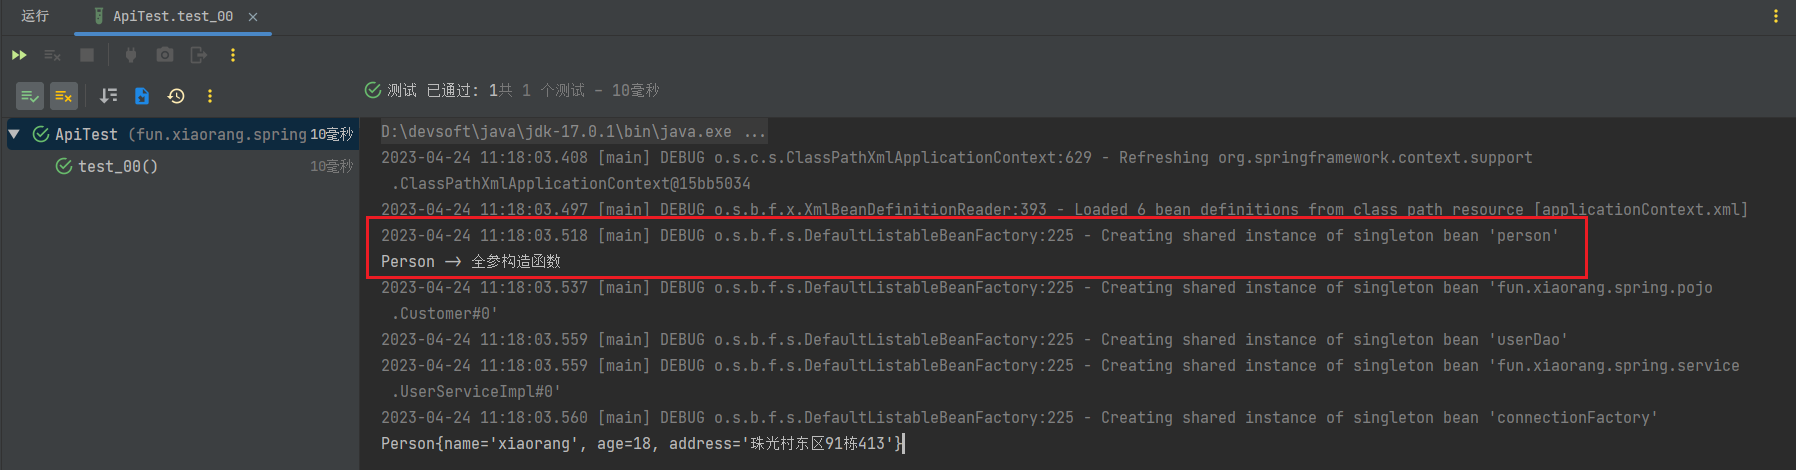 运行 ApiTest.test_00
测试 已通过: 1共 1 个测试 – 10毫秒
ApiTest (fun.xiaorang.spring 10毫秒
test_00() 10毫秒
D:\devsoft\java\jdk-17.0.1\bin\java.exe ...
2023-04-24 11:18:03.408 [main] DEBUG o.s.c.s.ClassPathXmlApplicationContext:629 - Refreshing org.springframework.context.support
.ClassPathXmlApplicationContext@15bb5034
2023-04-24 11:18:03.497 [main] DEBUG o.s.b.f.x.XmlBeanDefinitionReader:393 - Loaded 6 bean definitions from class path resource [applicationContext.xml]
2023-04-24 11:18:03.518 [main] DEBUG o.s.b.f.s.DefaultListableBeanFactory:225 - Creating shared instance of singleton bean 'person'
Person –> 全参构造函数
2023-04-24 11:18:03.537 [main] DEBUG o.s.b.f.s.DefaultListableBeanFactory:225 - Creating shared instance of singleton bean 'fun.xiaorang.spring.pojo
.Customer#0'
2023-04-24 11:18:03.559 [main] DEBUG o.s.b.f.s.DefaultListableBeanFactory:225 - Creating shared instance of singleton bean 'userDao'
2023-04-24 11:18:03.559 [main] DEBUG o.s.b.f.s.DefaultListableBeanFactory:225 - Creating shared instance of singleton bean 'fun.xiaorang.spring.service
.UserServiceImpl#0'
2023-04-24 11:18:03.560 [main] DEBUG o.s.b.f.s.DefaultListableBeanFactory:225 - Creating shared instance of singleton bean 'connectionFactory'
Person{name='xiaorang', age=18, address='珠光村东区91栋413'}